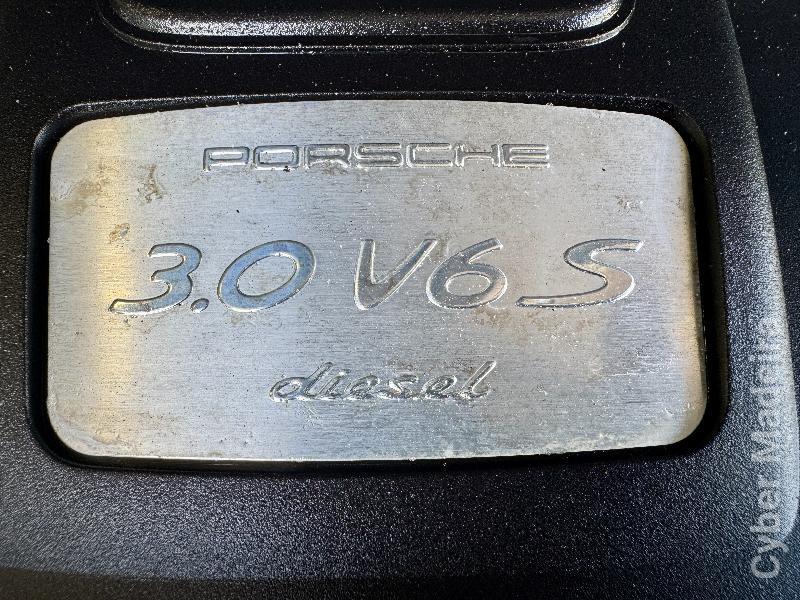 PORSCHE
3.0 V6 S
diesel
Cyber Madeira